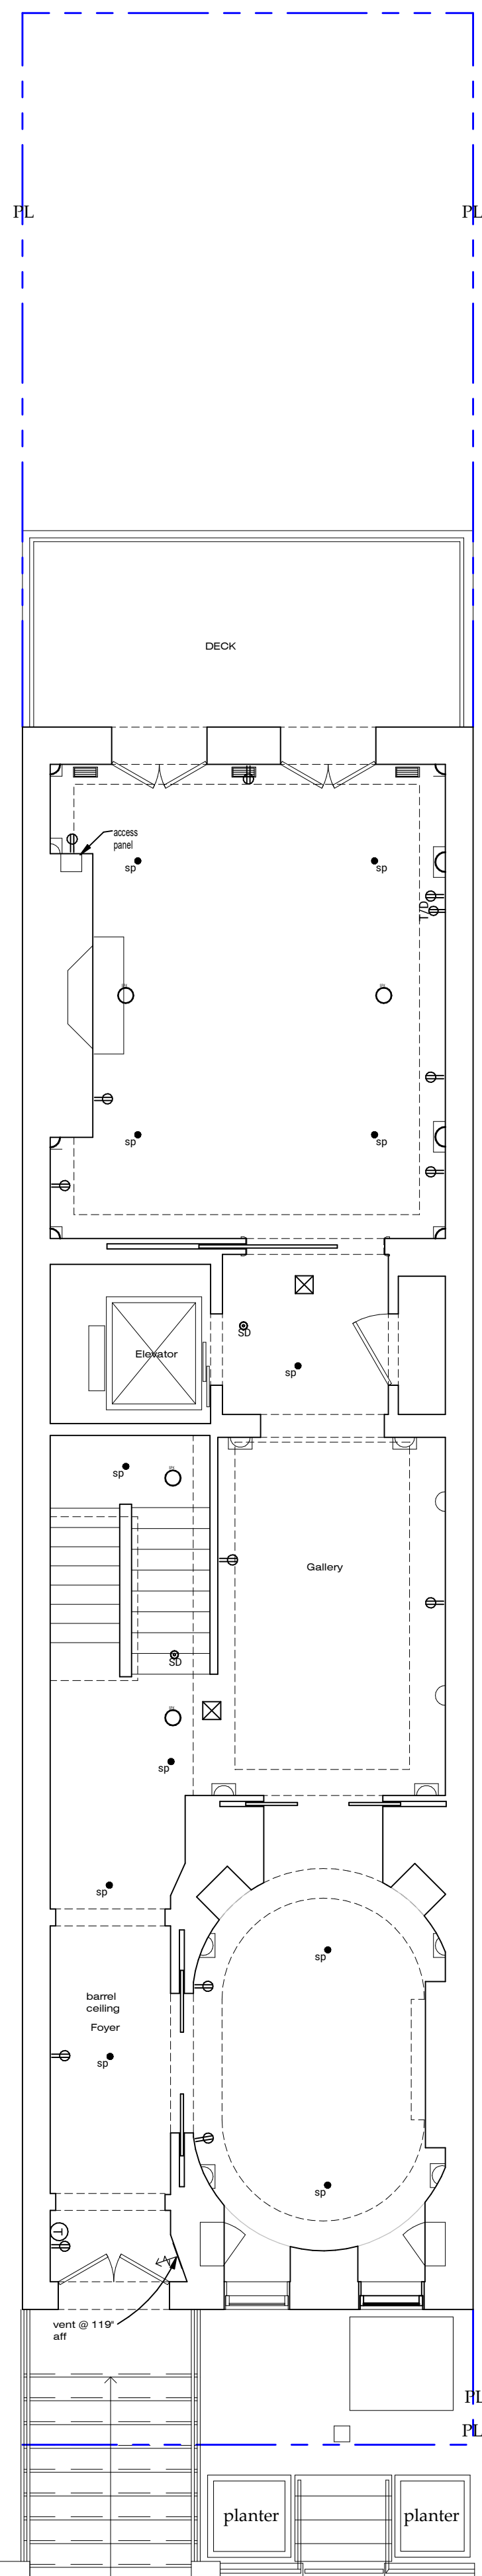 PL
PL
DECK
access
panel
sp
sp
T/D
sp
sp
SD
Elevator
sp
sp
Gallery
SD
sp
sp
sp
barrel
ceiling
Foyer
sp
sp
T
vent @ 119"
aff
PL
PL
planter
planter